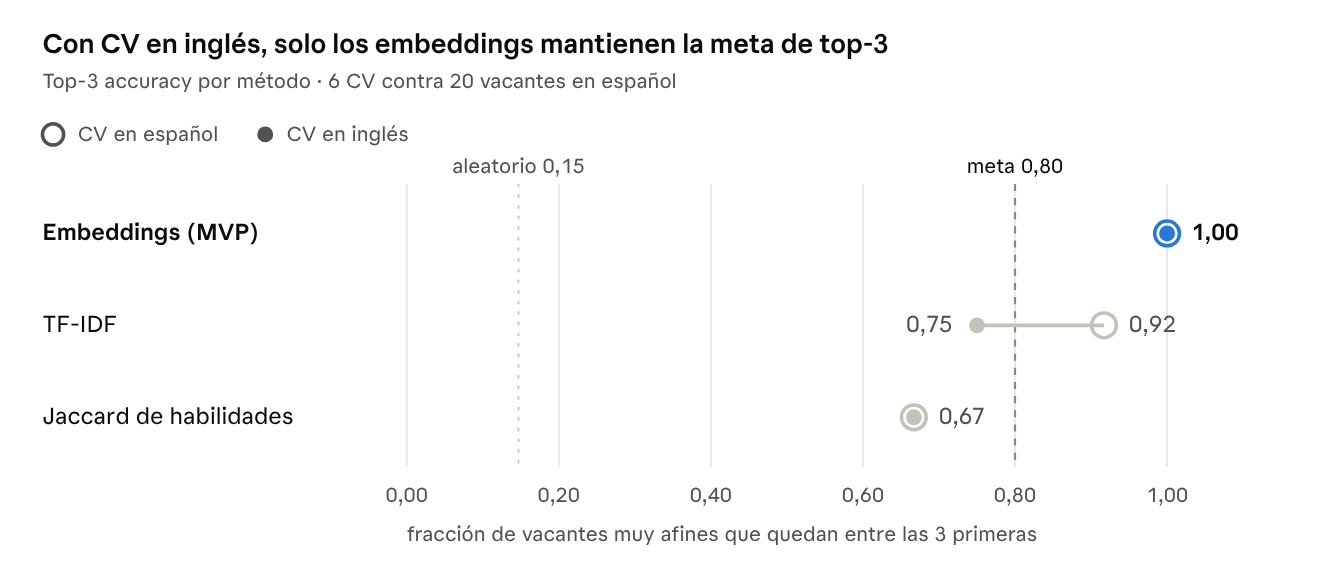 Con CV en inglés, solo los embeddings mantienen la meta de top-3
Top-3 accuracy por método · 6 CV contra 20 vacantes en español
CV en español CV en inglés
aleatorio 0,15 meta 0,80
Embeddings (MVP) 1,00
TF-IDF 0,75 0,92
Jaccard de habilidades 0,67
0,00 0,20 0,40 0,60 0,80 1,00
fracción de vacantes muy afines que quedan entre las 3 primeras